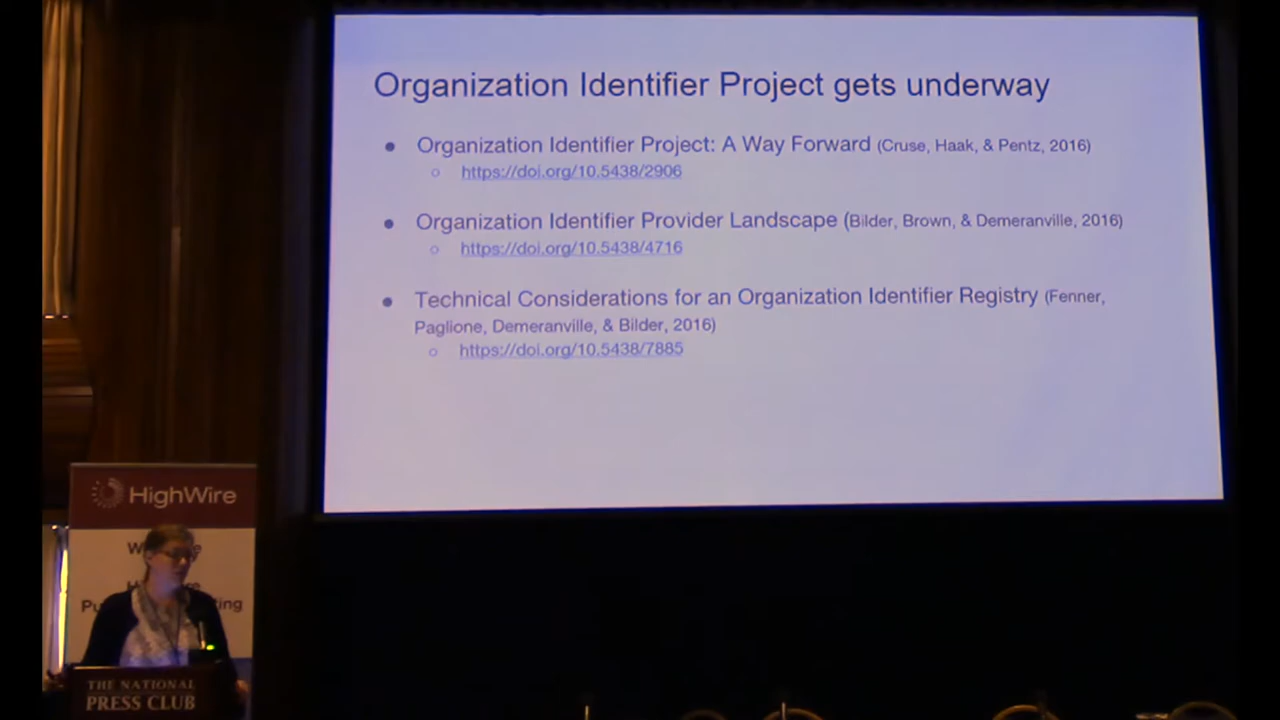 Organization Identifier Project gets underway
Organization Identifier Project: A Way Forward (Cruse, Haak, & Pentz, 2016)
https://doi.org/10.5438/2906
Organization Identifier Provider Landscape (Bilder, Brown, & Demeranville, 2016)
https://doi.org/10.5438/4716
Technical Considerations for an Organization Identifier Registry (Fenner,
Paglione, Demeranville, & Bilder, 2016)
https://doi.org/10.5438/7885
HighWire
THE NATIONAL
PRESS CLUB